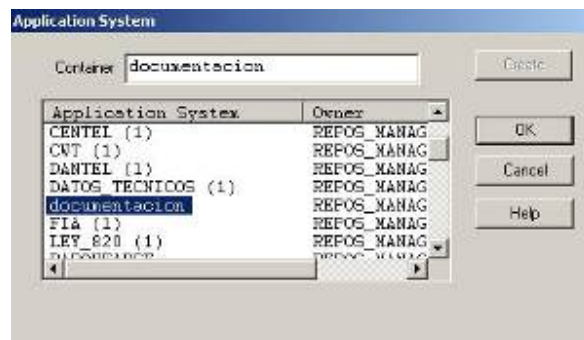 Application System
Container documentacion
Create
Application System Owner
CENTEL (1) REPOS_MANAG
CVT (1) REPOS_MANAG
DANTEL (1) REPOS_MANAG
DATOS_TECNICOS (1) REPOS_MANAG
documentacion REPOS_MANAG
FIA (1) REPOS_MANAG
LEY_820 (1) REPOS_MANAG
OK
Cancel
Help